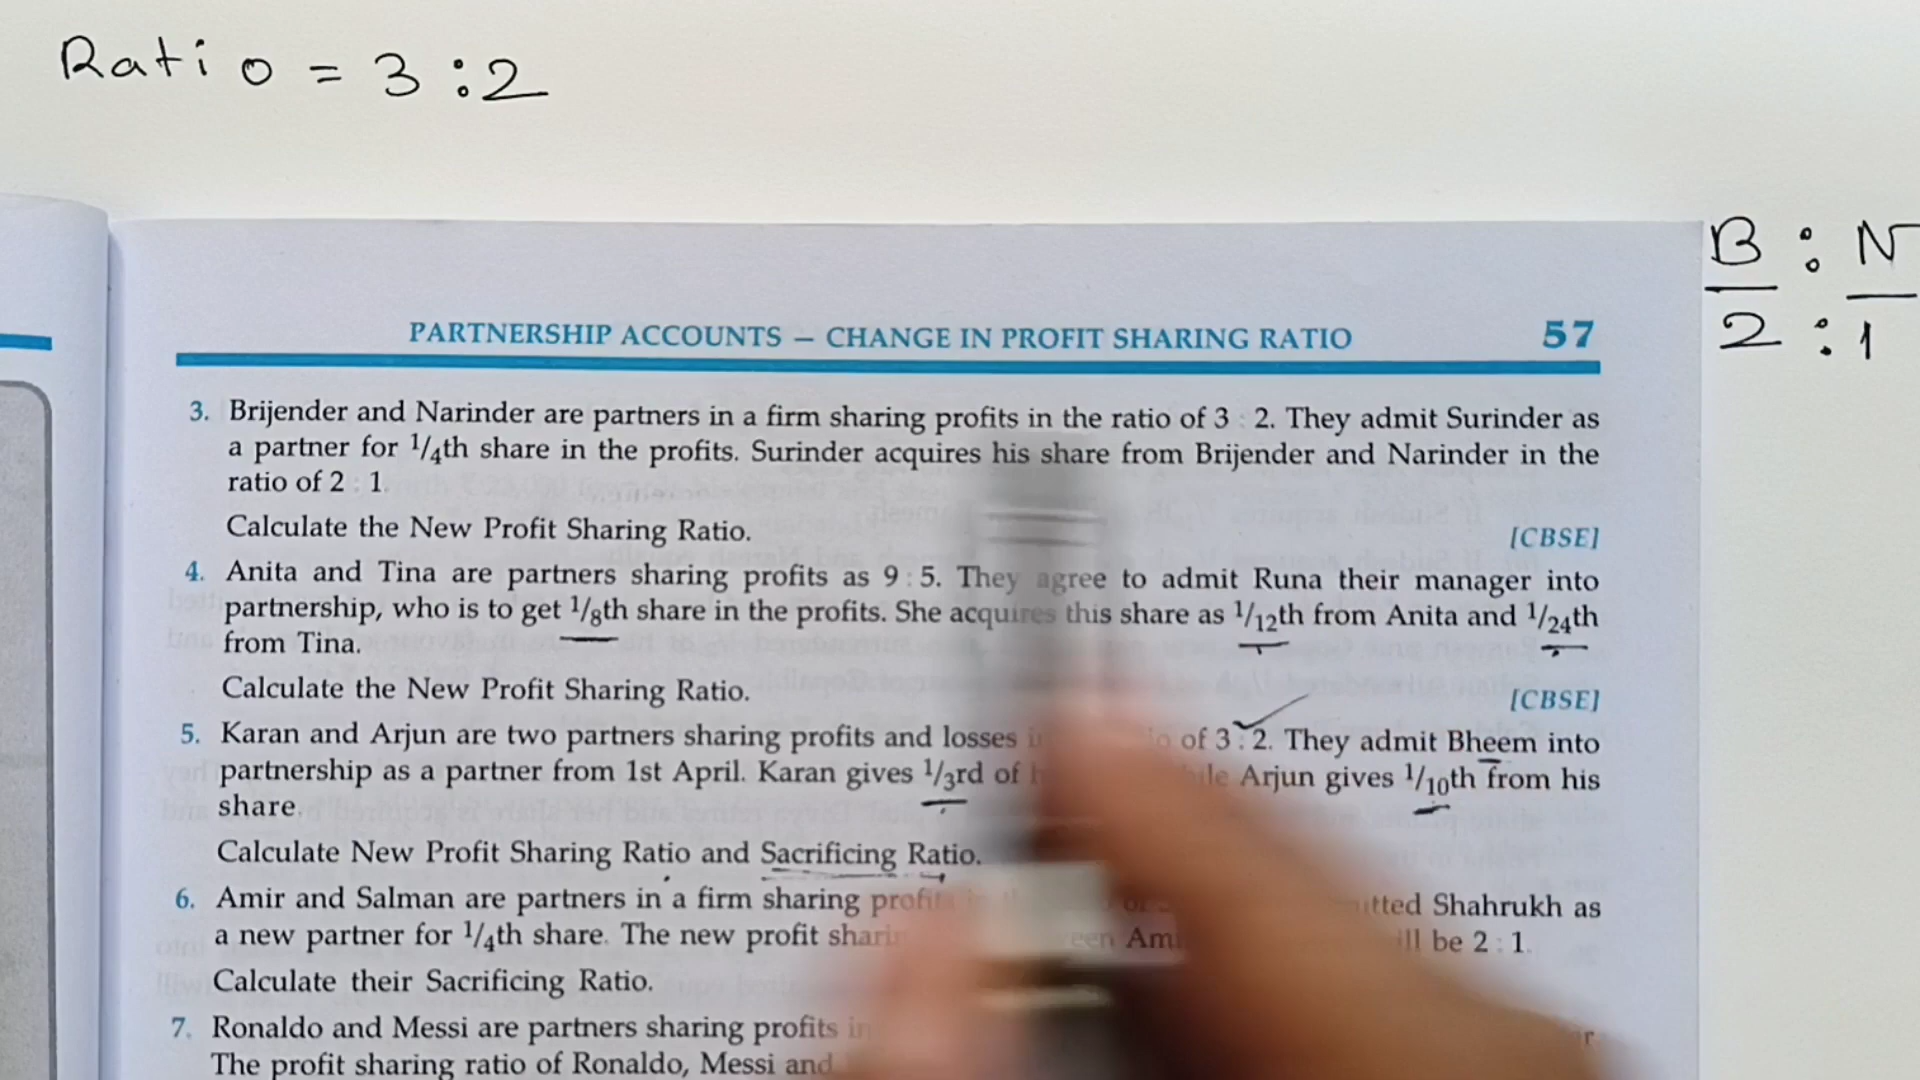 Ratio = 3 : 2
B : N
2 : 1
PARTNERSHIP ACCOUNTS – CHANGE IN PROFIT SHARING RATIO 57
3. Brijender and Narinder are partners in a firm sharing profits in the ratio of 3 : 2. They admit Surinder as
a partner for 1/4th share in the profits. Surinder acquires his share from Brijender and Narinder in the
ratio of 2 : 1.
Calculate the New Profit Sharing Ratio. [CBSE]
4. Anita and Tina are partners sharing profits as 9 : 5. They agree to admit Runa their manager into
partnership, who is to get 1/8th share in the profits. She acquires this share as 1/12th from Anita and 1/24th
from Tina.
Calculate the New Profit Sharing Ratio. [CBSE]
5. Karan and Arjun are two partners sharing profits and losses of 3 : 2. They admit Bheem into
partnership as a partner from 1st April. Karan gives 1/3rd of Arjun gives 1/10th from his
share.
Calculate New Profit Sharing Ratio and Sacrificing Ratio.
6. Amir and Salman are partners in a firm sharing Shahrukh as
a new partner for 1/4th share. The new profit will be 2 : 1.
Calculate their Sacrificing Ratio.
7. Ronaldo and Messi are partners sharing profits
The profit sharing ratio of Ronaldo, Messi and